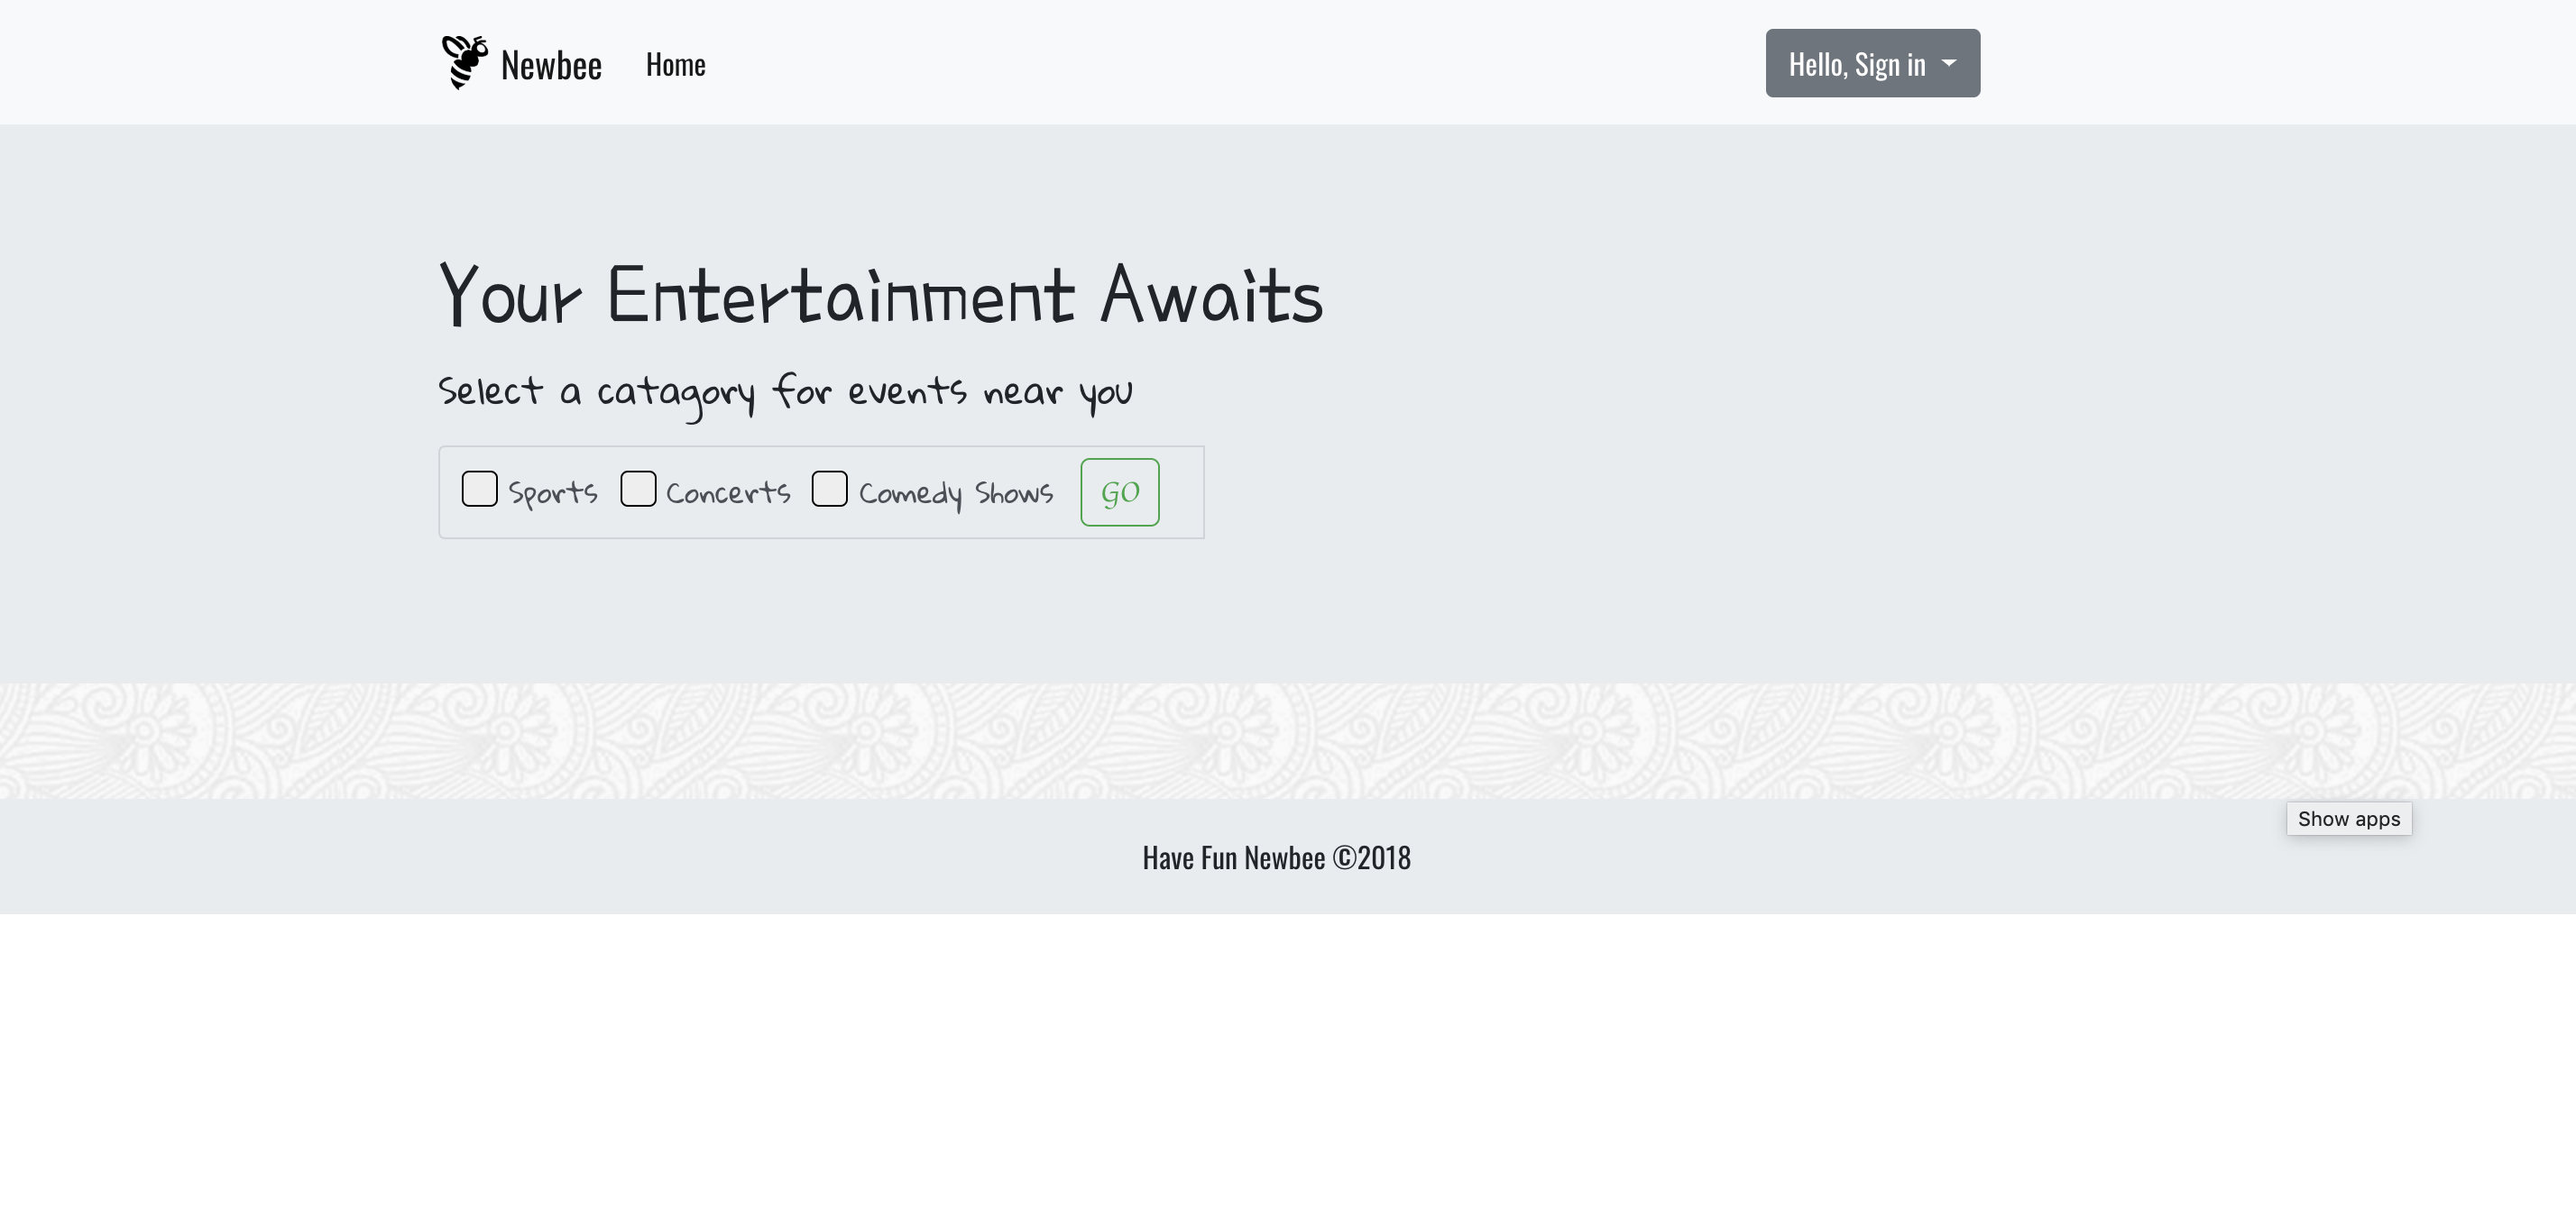 Newbee Home Hello, Sign in
Your Entertainment Awaits
Select a catagory for events near you
Sports Concerts Comedy Shows GO
Show apps
Have Fun Newbee ©2018